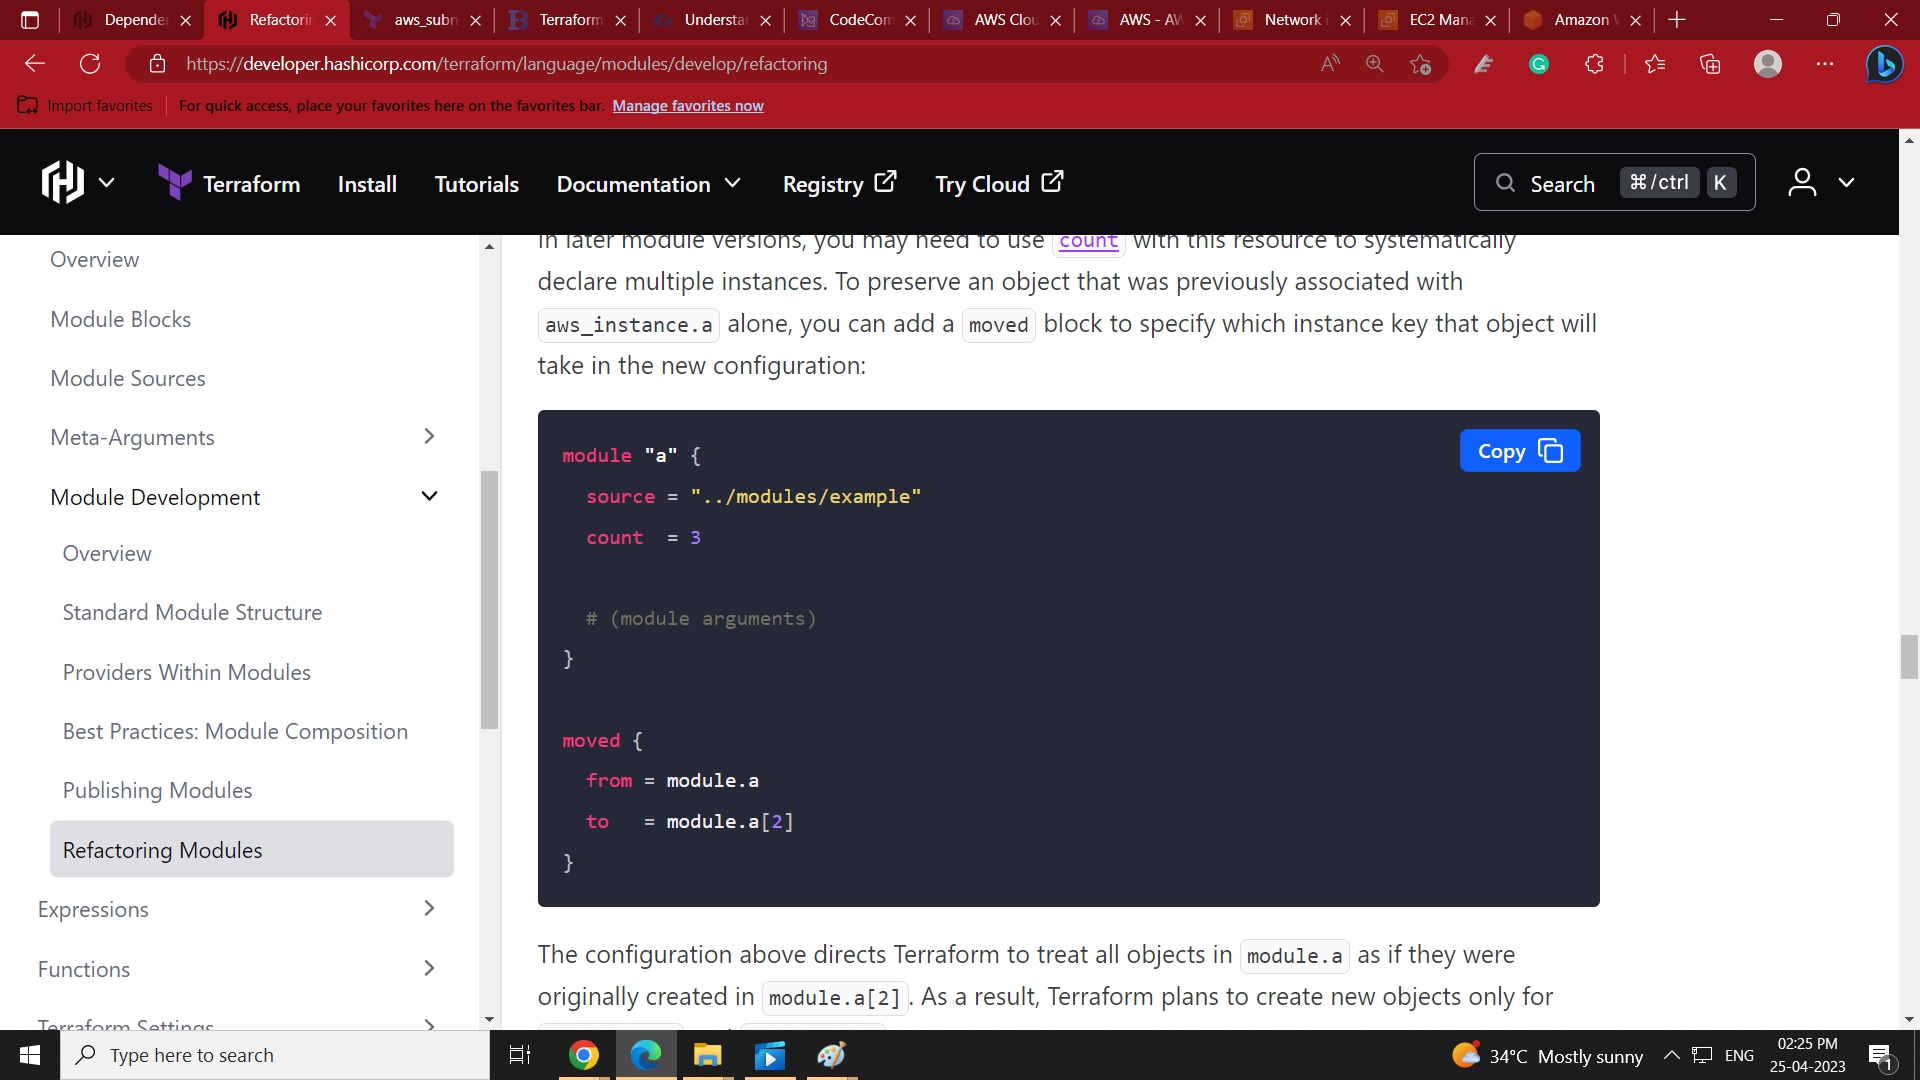 Depende
Refactorin
aws_subn
Terraform
Understa
CodeCom
AWS Clou
AWS - AW
Network i
EC2 Mana
Amazon
https://developer.hashicorp.com/terraform/language/modules/develop/refactoring
Import favorites
For quick access, place your favorites here on the favorites bar. Manage favorites now
Terraform
Install
Tutorials
Documentation
Registry
Try Cloud
Search
⌘/ctrl
K
Overview
Module Blocks
Module Sources
Meta-Arguments
Module Development
Overview
Standard Module Structure
Providers Within Modules
Best Practices: Module Composition
Publishing Modules
Refactoring Modules
Expressions
Functions
Terraform Settings
In later module versions, you may need to use count with this resource to systematically
declare multiple instances. To preserve an object that was previously associated with
aws_instance.a alone, you can add a moved block to specify which instance key that object will
take in the new configuration:
Copy
module "a" {
source = "../modules/example"
count = 3
# (module arguments)
}
moved {
from = module.a
to = module.a[2]
}
The configuration above directs Terraform to treat all objects in module.a as if they were
originally created in module.a[2]. As a result, Terraform plans to create new objects only for
Type here to search
34°C Mostly sunny
ENG
02:25 PM
25-04-2023
1